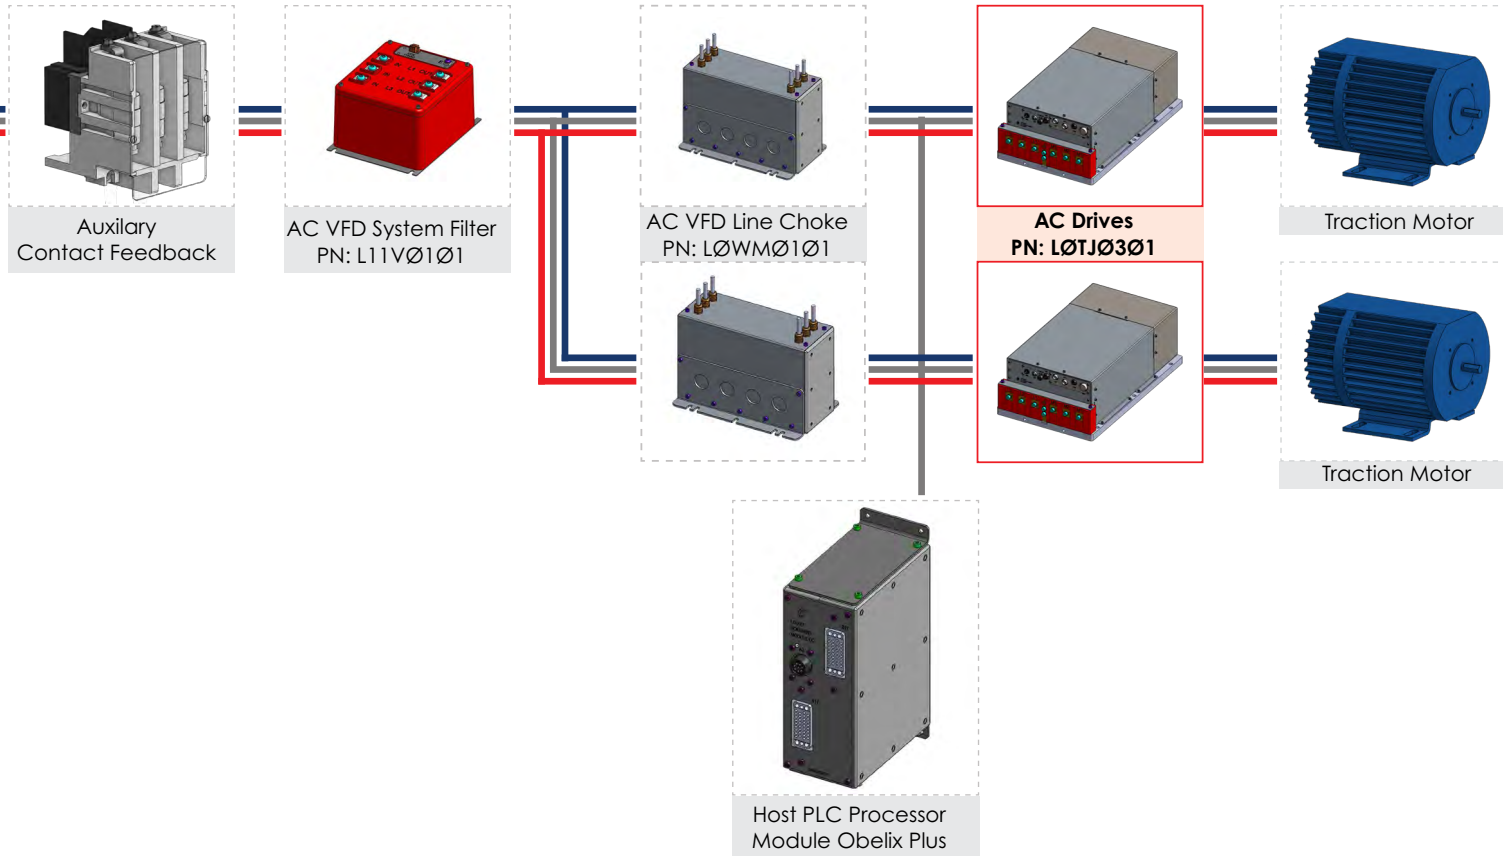 Auxilary
Contact Feedback
AC VFD System Filter
PN: L11VØ1Ø1
AC VFD Line Choke
PN: LØWMØ1Ø1
AC Drives
PN: LØTJØ3Ø1
Traction Motor
Traction Motor
Host PLC Processor
Module Obelix Plus